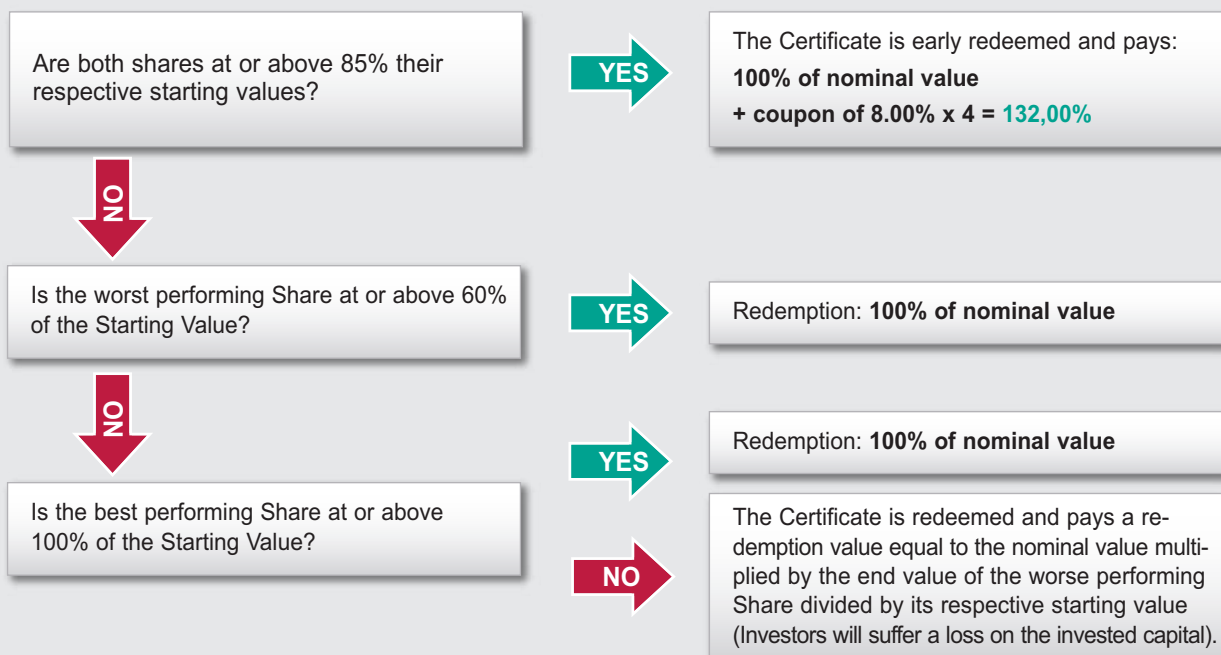 Are both shares at or above 85% their
respective starting values?
YES
The Certificate is early redeemed and pays:
100% of nominal value
+ coupon of 8.00% x 4 = 132,00%
NO
Is the worst performing Share at or above 60%
of the Starting Value?
YES
Redemption: 100% of nominal value
NO
Is the best performing Share at or above
100% of the Starting Value?
YES
Redemption: 100% of nominal value
NO
The Certificate is redeemed and pays a re-
demption value equal to the nominal value multi-
plied by the end value of the worse performing
Share divided by its respective starting value
(Investors will suffer a loss on the invested capital).